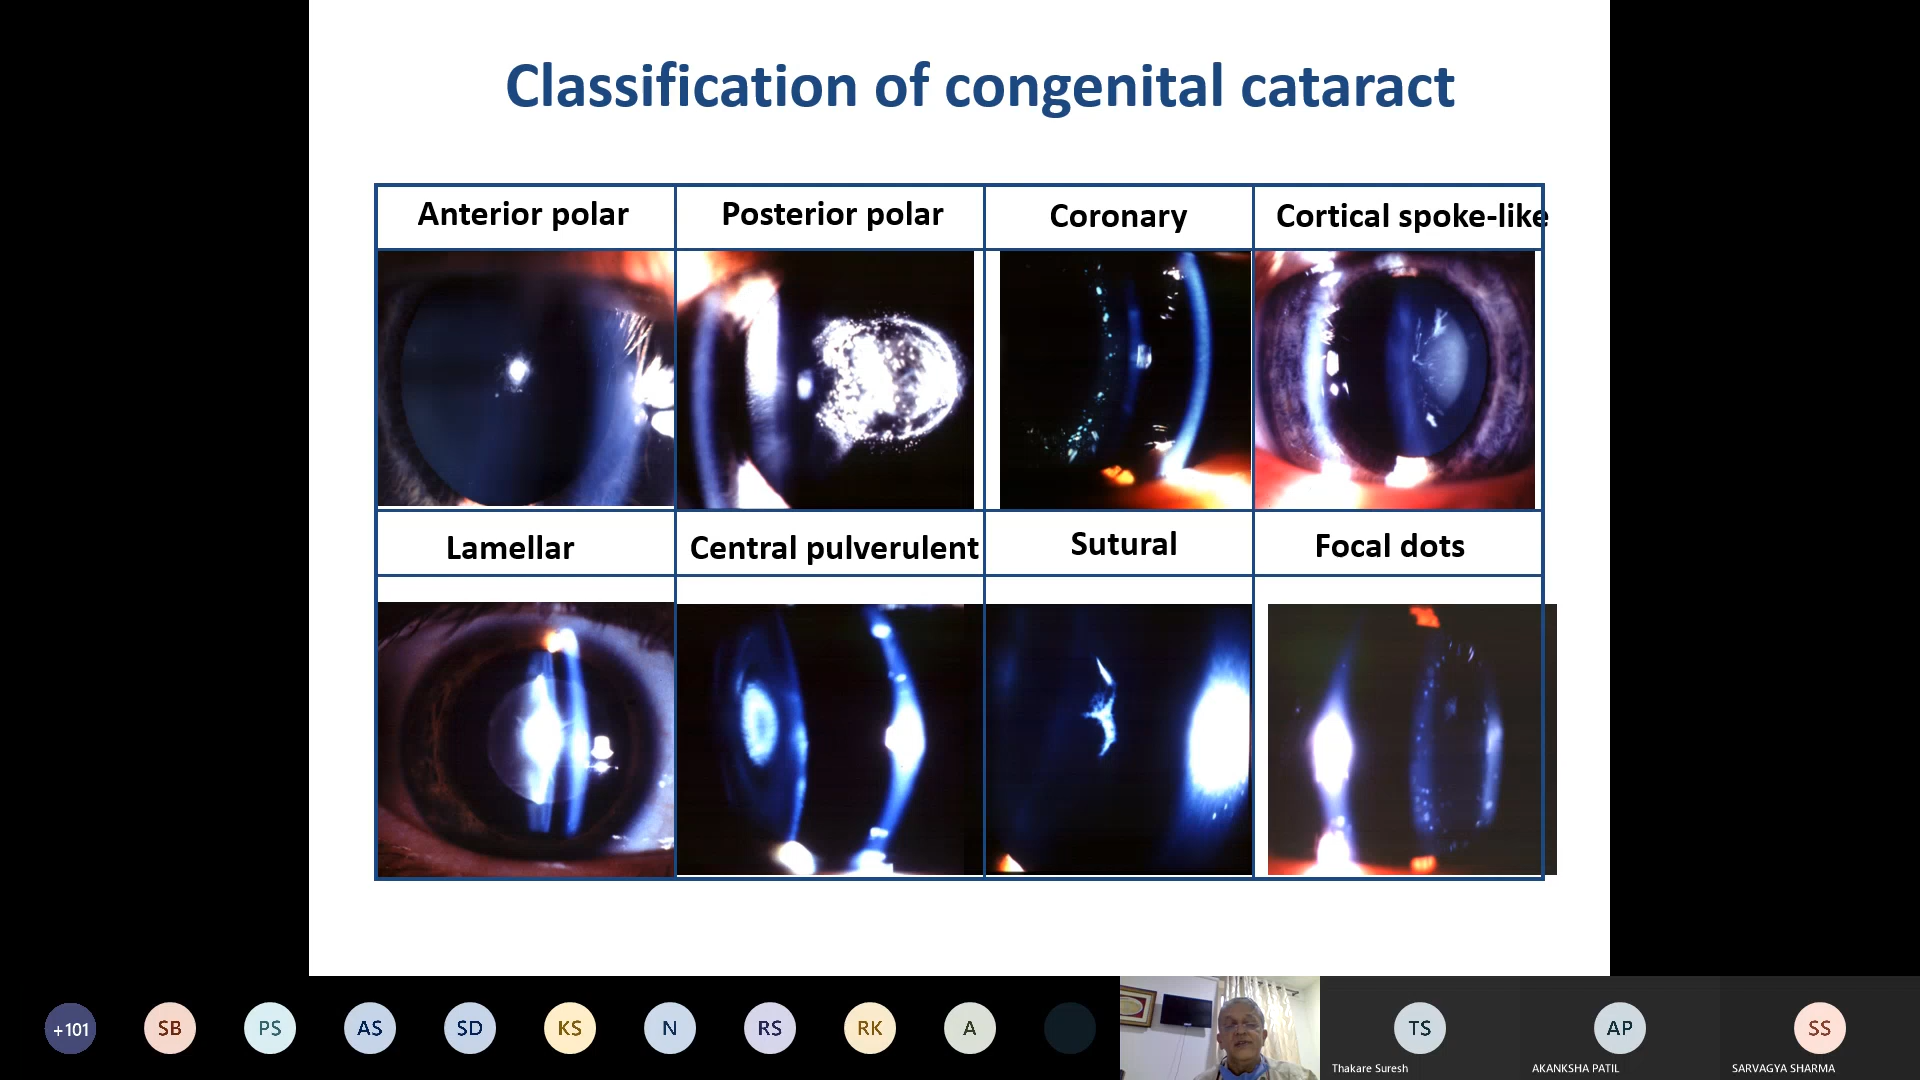 Classification of congenital cataract
Anterior polar
Posterior polar
Coronary
Cortical spoke-like
Lamellar
Central pulverulent
Sutural
Focal dots
+101
SB
PS
AS
SD
KS
N
RS
RK
A
TS
AP
SS
Thakare Suresh
AKANKSHA PATIL
SARVAGYA SHARMA